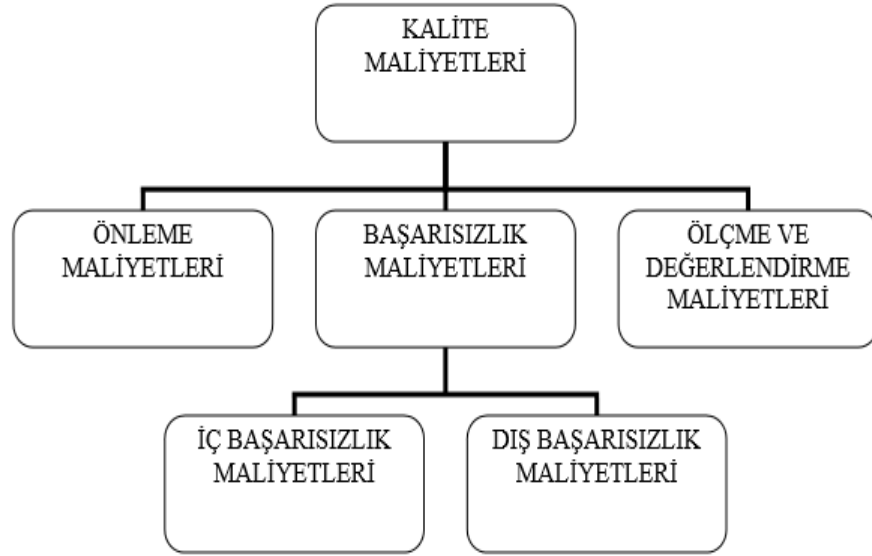 KALİTE
MALİYETLERİ
ÖNLEME
MALİYETLERİ
BAŞARISIZLIK
MALİYETLERİ
ÖLÇME VE
DEĞERLENDİRME
MALİYETLERİ
İÇ BAŞARISIZLIK
MALİYETLERİ
DIŞ BAŞARISIZLIK
MALİYETLERİ